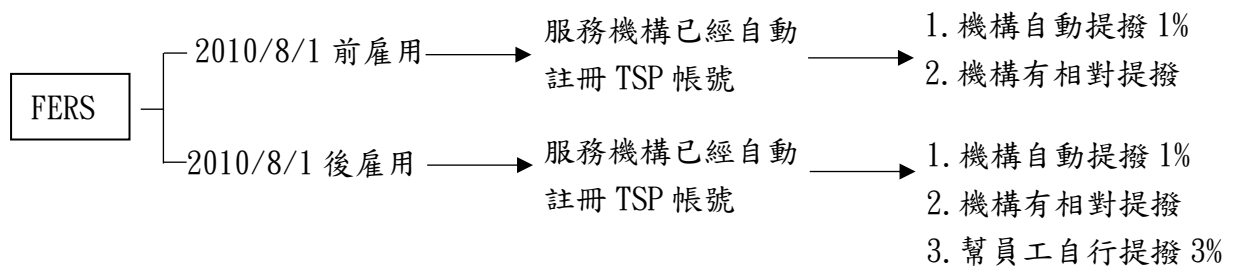 FERS
2010/8/1 前雇用
服務機構已經自動
註冊 TSP 帳號
1. 機構自動提撥 1%
2. 機構有相對提撥
2010/8/1 後雇用
服務機構已經自動
註冊 TSP 帳號
1. 機構自動提撥 1%
2. 機構有相對提撥
3. 幫員工自行提撥 3%